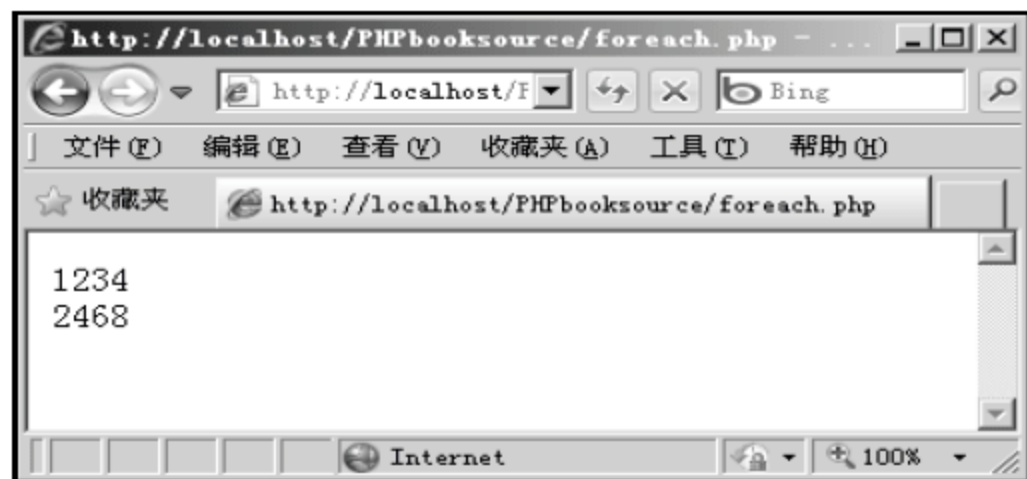 http://localhost/PHPbooksource/foreach.php - ...
http://localhost/F Bing
文件(F) 编辑(E) 查看(V) 收藏夹(A) 工具(T) 帮助(H)
收藏夹 http://localhost/PHPbooksource/foreach.php
1234
2468
Internet 100%